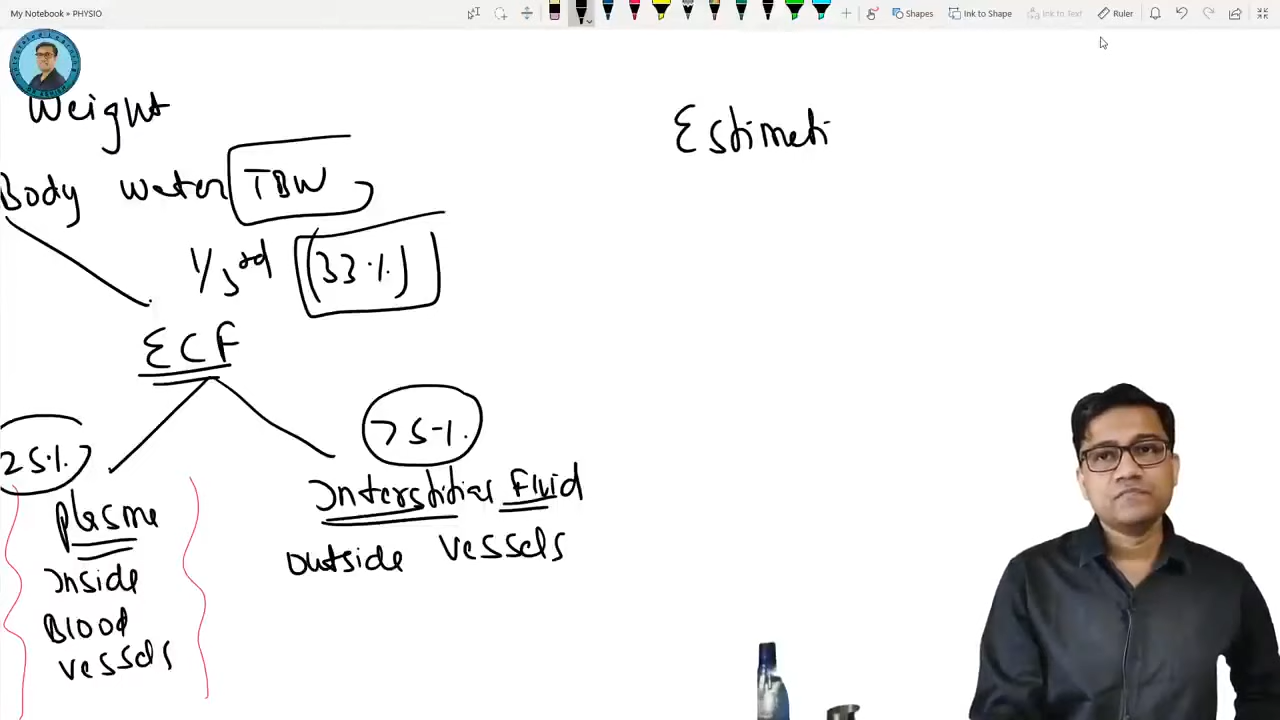 My Notebook » PHYSIO
Shapes
Ink to Shape
Ink to Text
Ruler
Weight
Body water TBW
1/3rd (33%)
ECF
25%
75%
plasma
Interstitial Fluid
Inside
Blood
vessels
outside vessels
Estimati